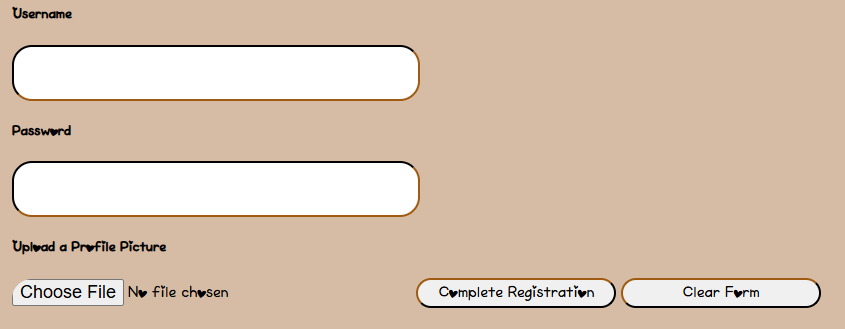 Username
Password
Upload a Profile Picture
Choose File No file chosen Complete Registration Clear Form